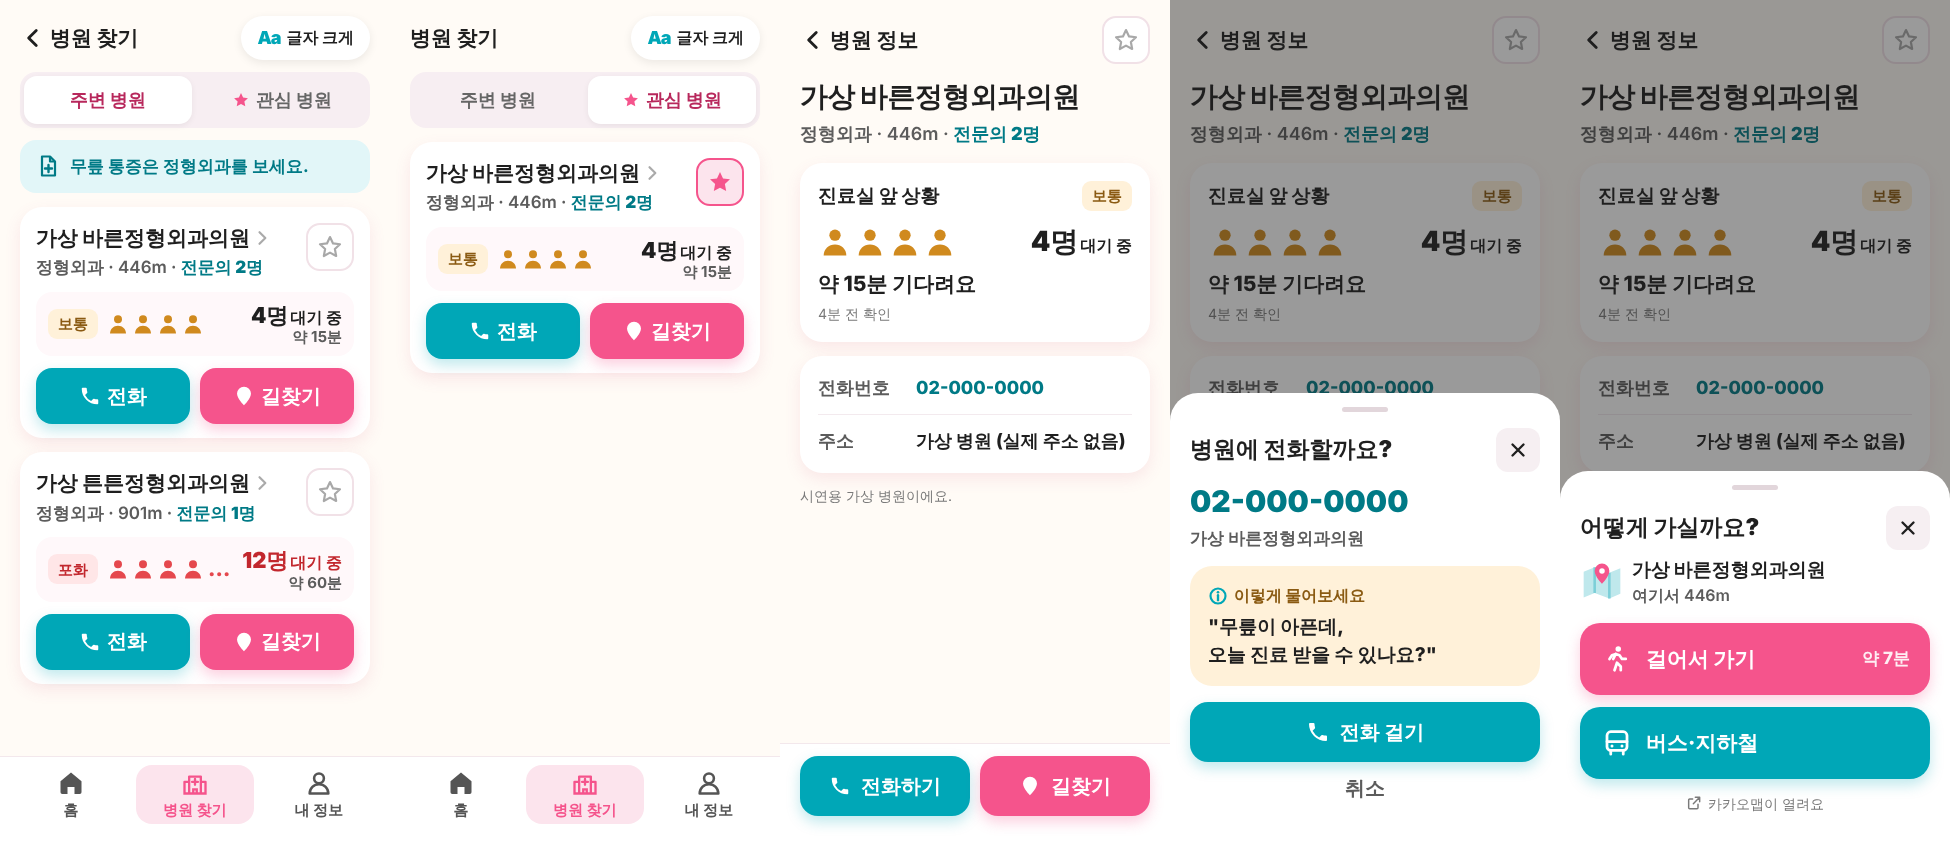 병원 찾기
Aa 글자 크게
주변 병원
관심 병원
무릎 통증은 정형외과를 보세요.
가상 바른정형외과의원
정형외과 · 446m · 전문의 2명
보통
4명 대기 중
약 15분
전화
길찾기
가상 튼튼정형외과의원
정형외과 · 901m · 전문의 1명
포화
...
12명 대기 중
약 60분
전화
길찾기
홈
병원 찾기
내 정보
병원 찾기
Aa 글자 크게
주변 병원
관심 병원
가상 바른정형외과의원
정형외과 · 446m · 전문의 2명
보통
4명 대기 중
약 15분
전화
길찾기
홈
병원 찾기
내 정보
병원 정보
가상 바른정형외과의원
정형외과 · 446m · 전문의 2명
진료실 앞 상황
보통
4명 대기 중
약 15분 기다려요
4분 전 확인
전화번호
02-000-0000
주소
가상 병원 (실제 주소 없음)
시연용 가상 병원이에요.
전화하기
길찾기
병원 정보
가상 바른정형외과의원
정형외과 · 446m · 전문의 2명
진료실 앞 상황
보통
4명 대기 중
약 15분 기다려요
4분 전 확인
전화번호
02-000-0000
병원에 전화할까요?
02-000-0000
가상 바른정형외과의원
이렇게 물어보세요
"무릎이 아픈데,
오늘 진료 받을 수 있나요?"
전화 걸기
취소
병원 정보
가상 바른정형외과의원
정형외과 · 446m · 전문의 2명
진료실 앞 상황
보통
4명 대기 중
약 15분 기다려요
4분 전 확인
전화번호
02-000-0000
주소
가상 병원 (실제 주소 없음)
어떻게 가실까요?
가상 바른정형외과의원
여기서 446m
걸어서 가기
약 7분
버스·지하철
카카오맵이 열려요